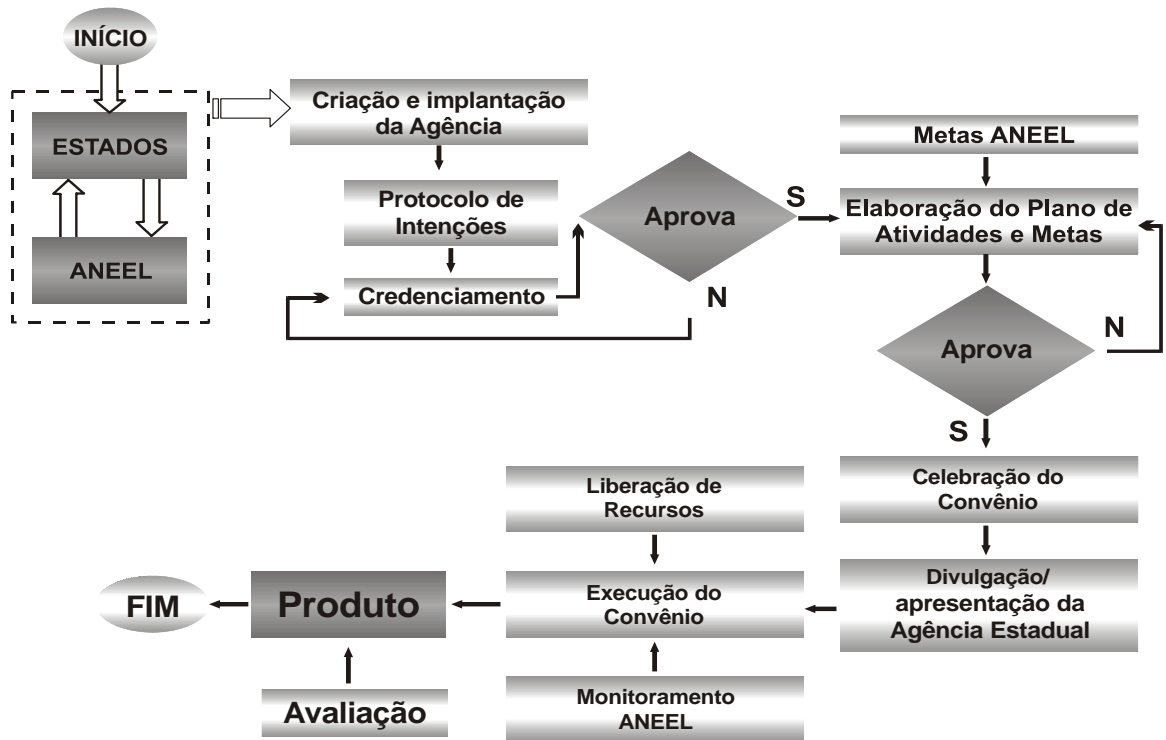 INÍCIO
ESTADOS
ANEEL
Criação e implantação
da Agência
Protocolo de
Intenções
Credenciamento
Aprova
S
N
Metas ANEEL
Elaboração do Plano de
Atividades e Metas
Aprova
N
S
Celebração do
Convênio
Divulgação/
apresentação da
Agência Estadual
Liberação de
Recursos
Execução do
Convênio
Monitoramento
ANEEL
Produto
Avaliação
FIM